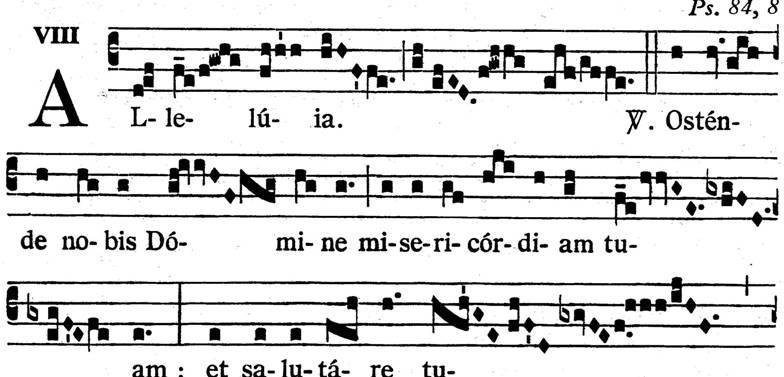 Ps. 84, 8
VIII
AL- le- lú- ia. ℣. Ostén-
de no- bis Dó- mi- ne mi- se- ri- cór- di- am tu-
am : et sa- lu- tá- re tu-